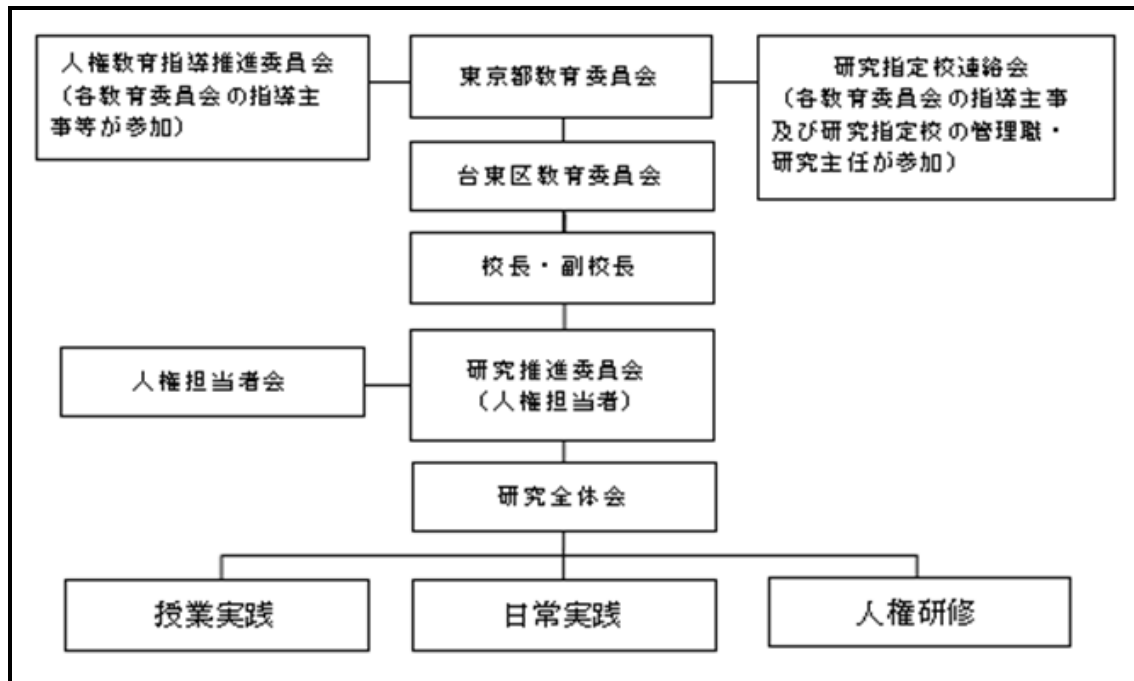 人権教育指導推進委員会
（各教育委員会の指導主
事等が参加）
東京都教育委員会
研究指定校連絡会
（各教育委員会の指導主事
及び研究指定校の管理職・
研究主任が参加）
台東区教育委員会
校長・副校長
人権担当者会
研究推進委員会
（人権担当者）
研究全体会
授業実践
日常実践
人権研修